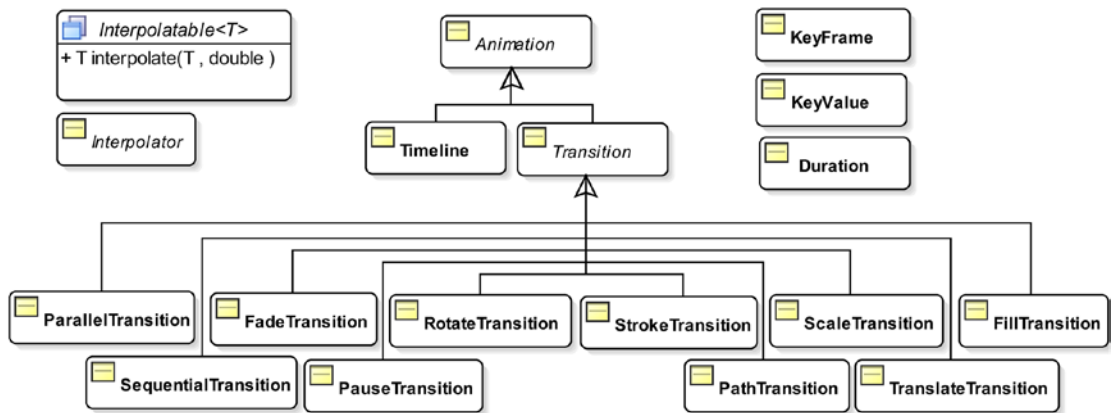 Interpolatable<T>
+ T interpolate(T , double )
Interpolator
Animation
Timeline
Transition
KeyFrame
KeyValue
Duration
ParallelTransition
FadeTransition
RotateTransition
StrokeTransition
ScaleTransition
FillTransition
SequentialTransition
PauseTransition
PathTransition
TranslateTransition